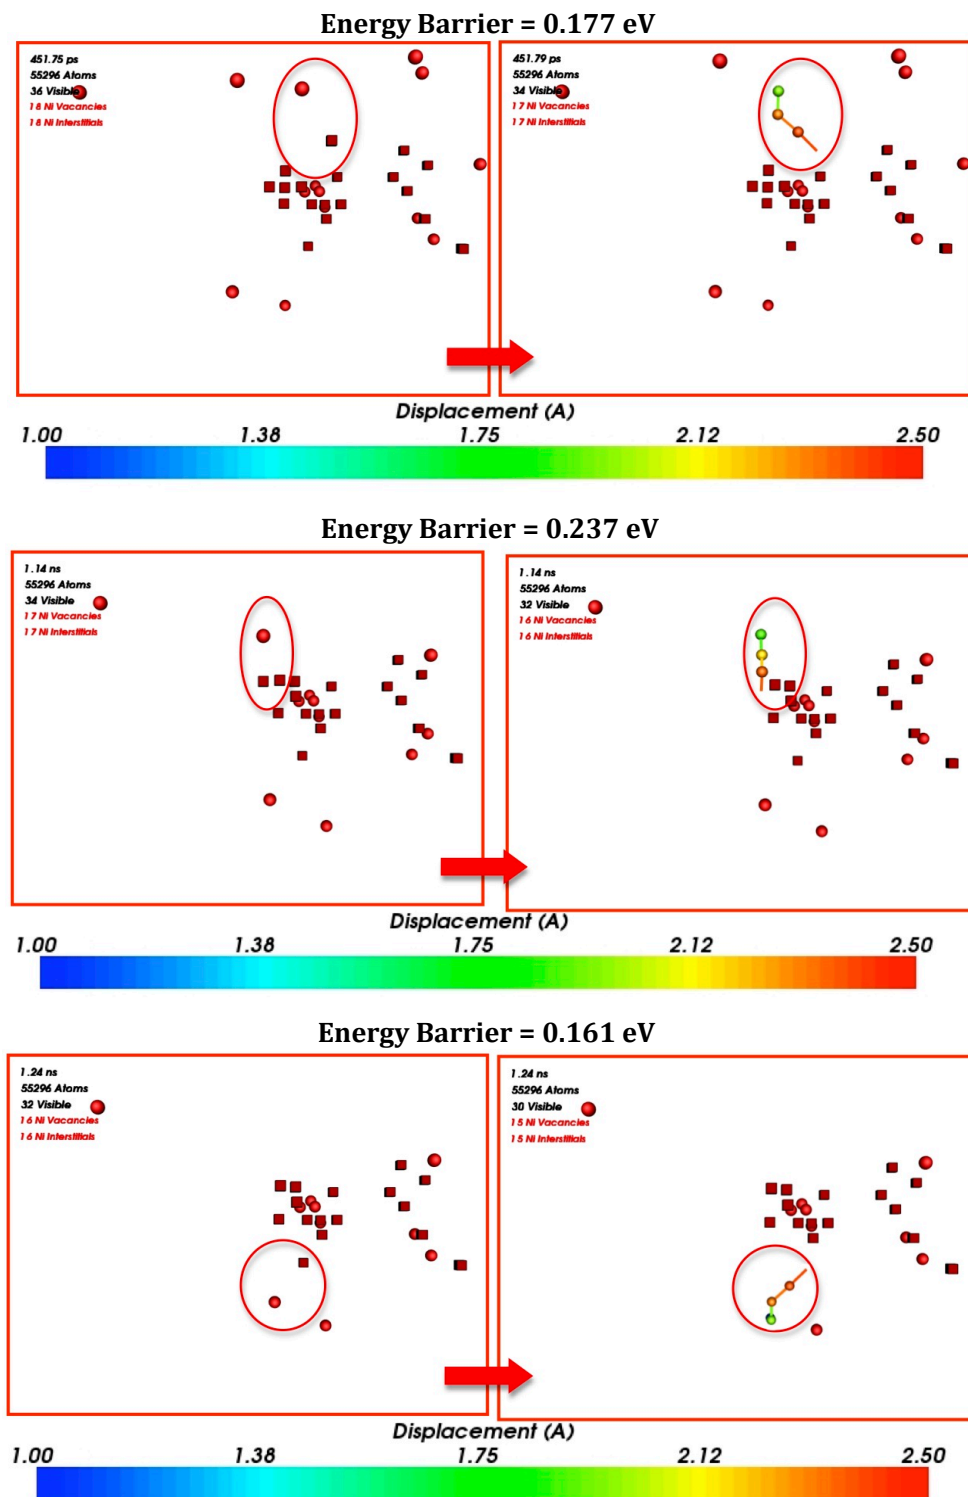 Energy Barrier = 0.177 eV
451.75 ps
55296 Atoms
36 Visible
18 Ni Vacancies
18 Ni Interstitials
451.79 ps
55296 Atoms
34 Visible
17 Ni Vacancies
17 Ni Interstitials
Displacement (A)
1.00 1.38 1.75 2.12 2.50
Energy Barrier = 0.237 eV
1.14 ns
55296 Atoms
34 Visible
17 Ni Vacancies
17 Ni Interstitials
1.14 ns
55296 Atoms
32 Visible
16 Ni Vacancies
16 Ni Interstitials
Displacement (A)
1.00 1.38 1.75 2.12 2.50
Energy Barrier = 0.161 eV
1.24 ns
55296 Atoms
32 Visible
16 Ni Vacancies
16 Ni Interstitials
1.24 ns
55296 Atoms
30 Visible
15 Ni Vacancies
15 Ni Interstitials
Displacement (A)
1.00 1.38 1.75 2.12 2.50